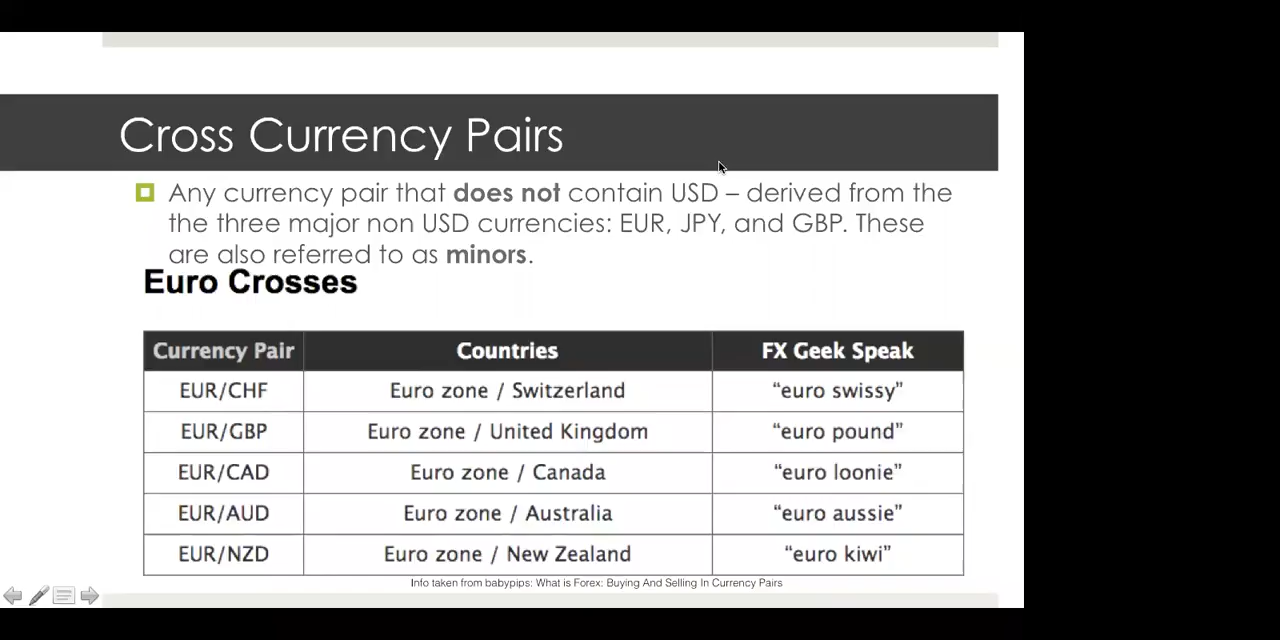 Cross Currency Pairs
Any currency pair that does not contain USD – derived from the
the three major non USD currencies: EUR, JPY, and GBP. These
are also referred to as minors.
Euro Crosses
Currency Pair Countries FX Geek Speak
EUR/CHF Euro zone / Switzerland “euro swissy”
EUR/GBP Euro zone / United Kingdom “euro pound”
EUR/CAD Euro zone / Canada “euro loonie”
EUR/AUD Euro zone / Australia “euro aussie”
EUR/NZD Euro zone / New Zealand “euro kiwi”
Info taken from babypips: What is Forex: Buying And Selling In Currency Pairs